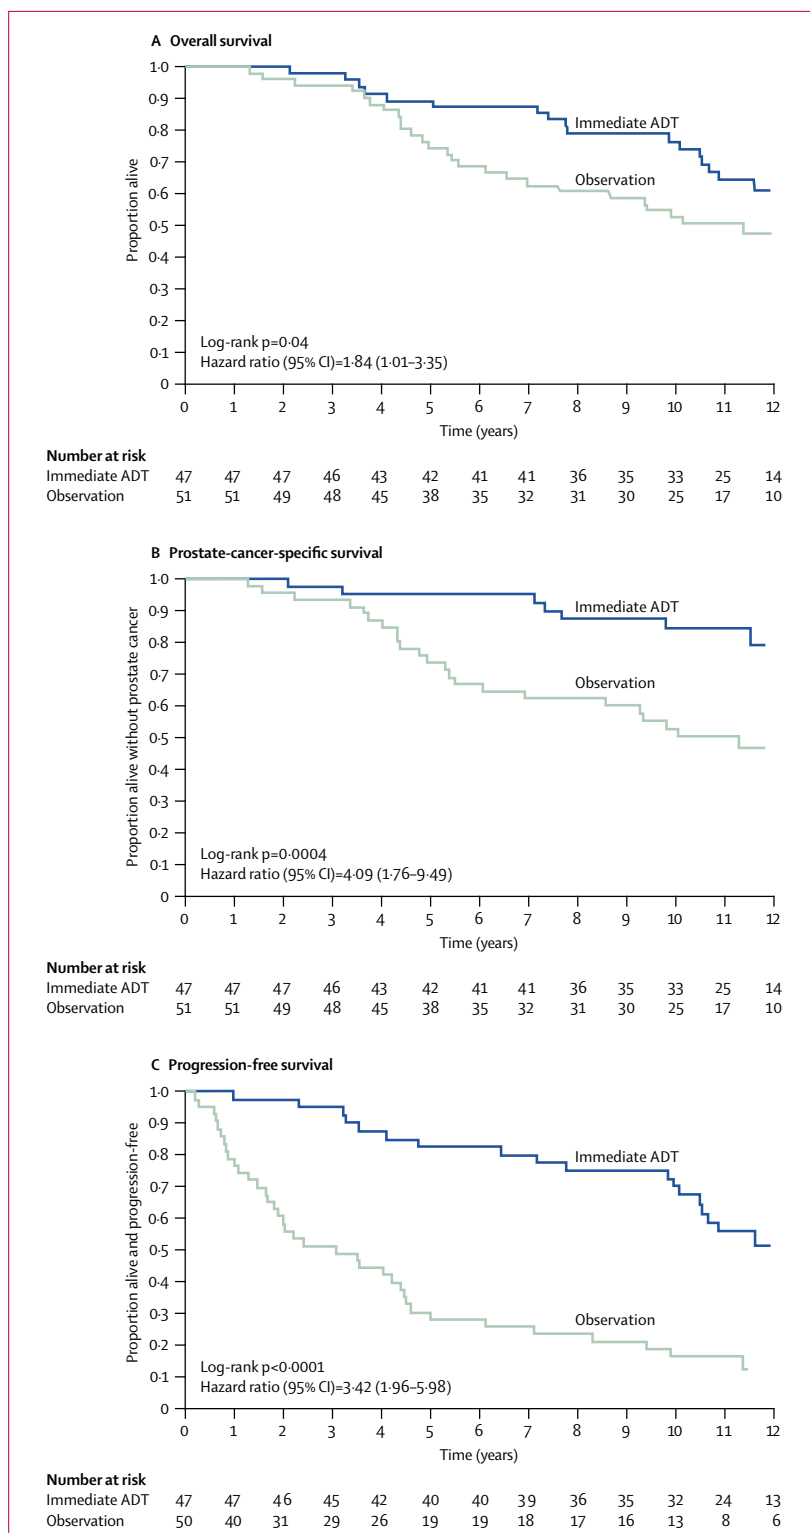 A Overall survival
1·0
0·9
0·8
0·7
0·6
0·5
0·4
0·3
0·2
0·1
0
Proportion alive
Immediate ADT
Observation
Log-rank p=0·04
Hazard ratio (95% CI)=1·84 (1·01–3·35)
0 1 2 3 4 5 6 7 8 9 10 11 12
Time (years)
Number at risk
Immediate ADT 47 47 47 46 43 42 41 41 36 35 33 25 14
Observation 51 51 49 48 45 38 35 32 31 30 25 17 10
B Prostate-cancer-specific survival
1·0
0·9
0·8
0·7
0·6
0·5
0·4
0·3
0·2
0·1
0
Proportion alive without prostate cancer
Immediate ADT
Observation
Log-rank p=0·0004
Hazard ratio (95% CI)=4·09 (1·76–9·49)
0 1 2 3 4 5 6 7 8 9 10 11 12
Time (years)
Number at risk
Immediate ADT 47 47 47 46 43 42 41 41 36 35 33 25 14
Observation 51 51 49 48 45 38 35 32 31 30 25 17 10
C Progression-free survival
1·0
0·9
0·8
0·7
0·6
0·5
0·4
0·3
0·2
0·1
0
Proportion alive and progression-free
Immediate ADT
Observation
Log-rank p<0·0001
Hazard ratio (95% CI)=3·42 (1·96–5·98)
0 1 2 3 4 5 6 7 8 9 10 11 12
Time (years)
Number at risk
Immediate ADT 47 47 46 45 42 40 40 39 36 35 32 24 13
Observation 50 40 31 29 26 19 19 18 17 16 13 8 6